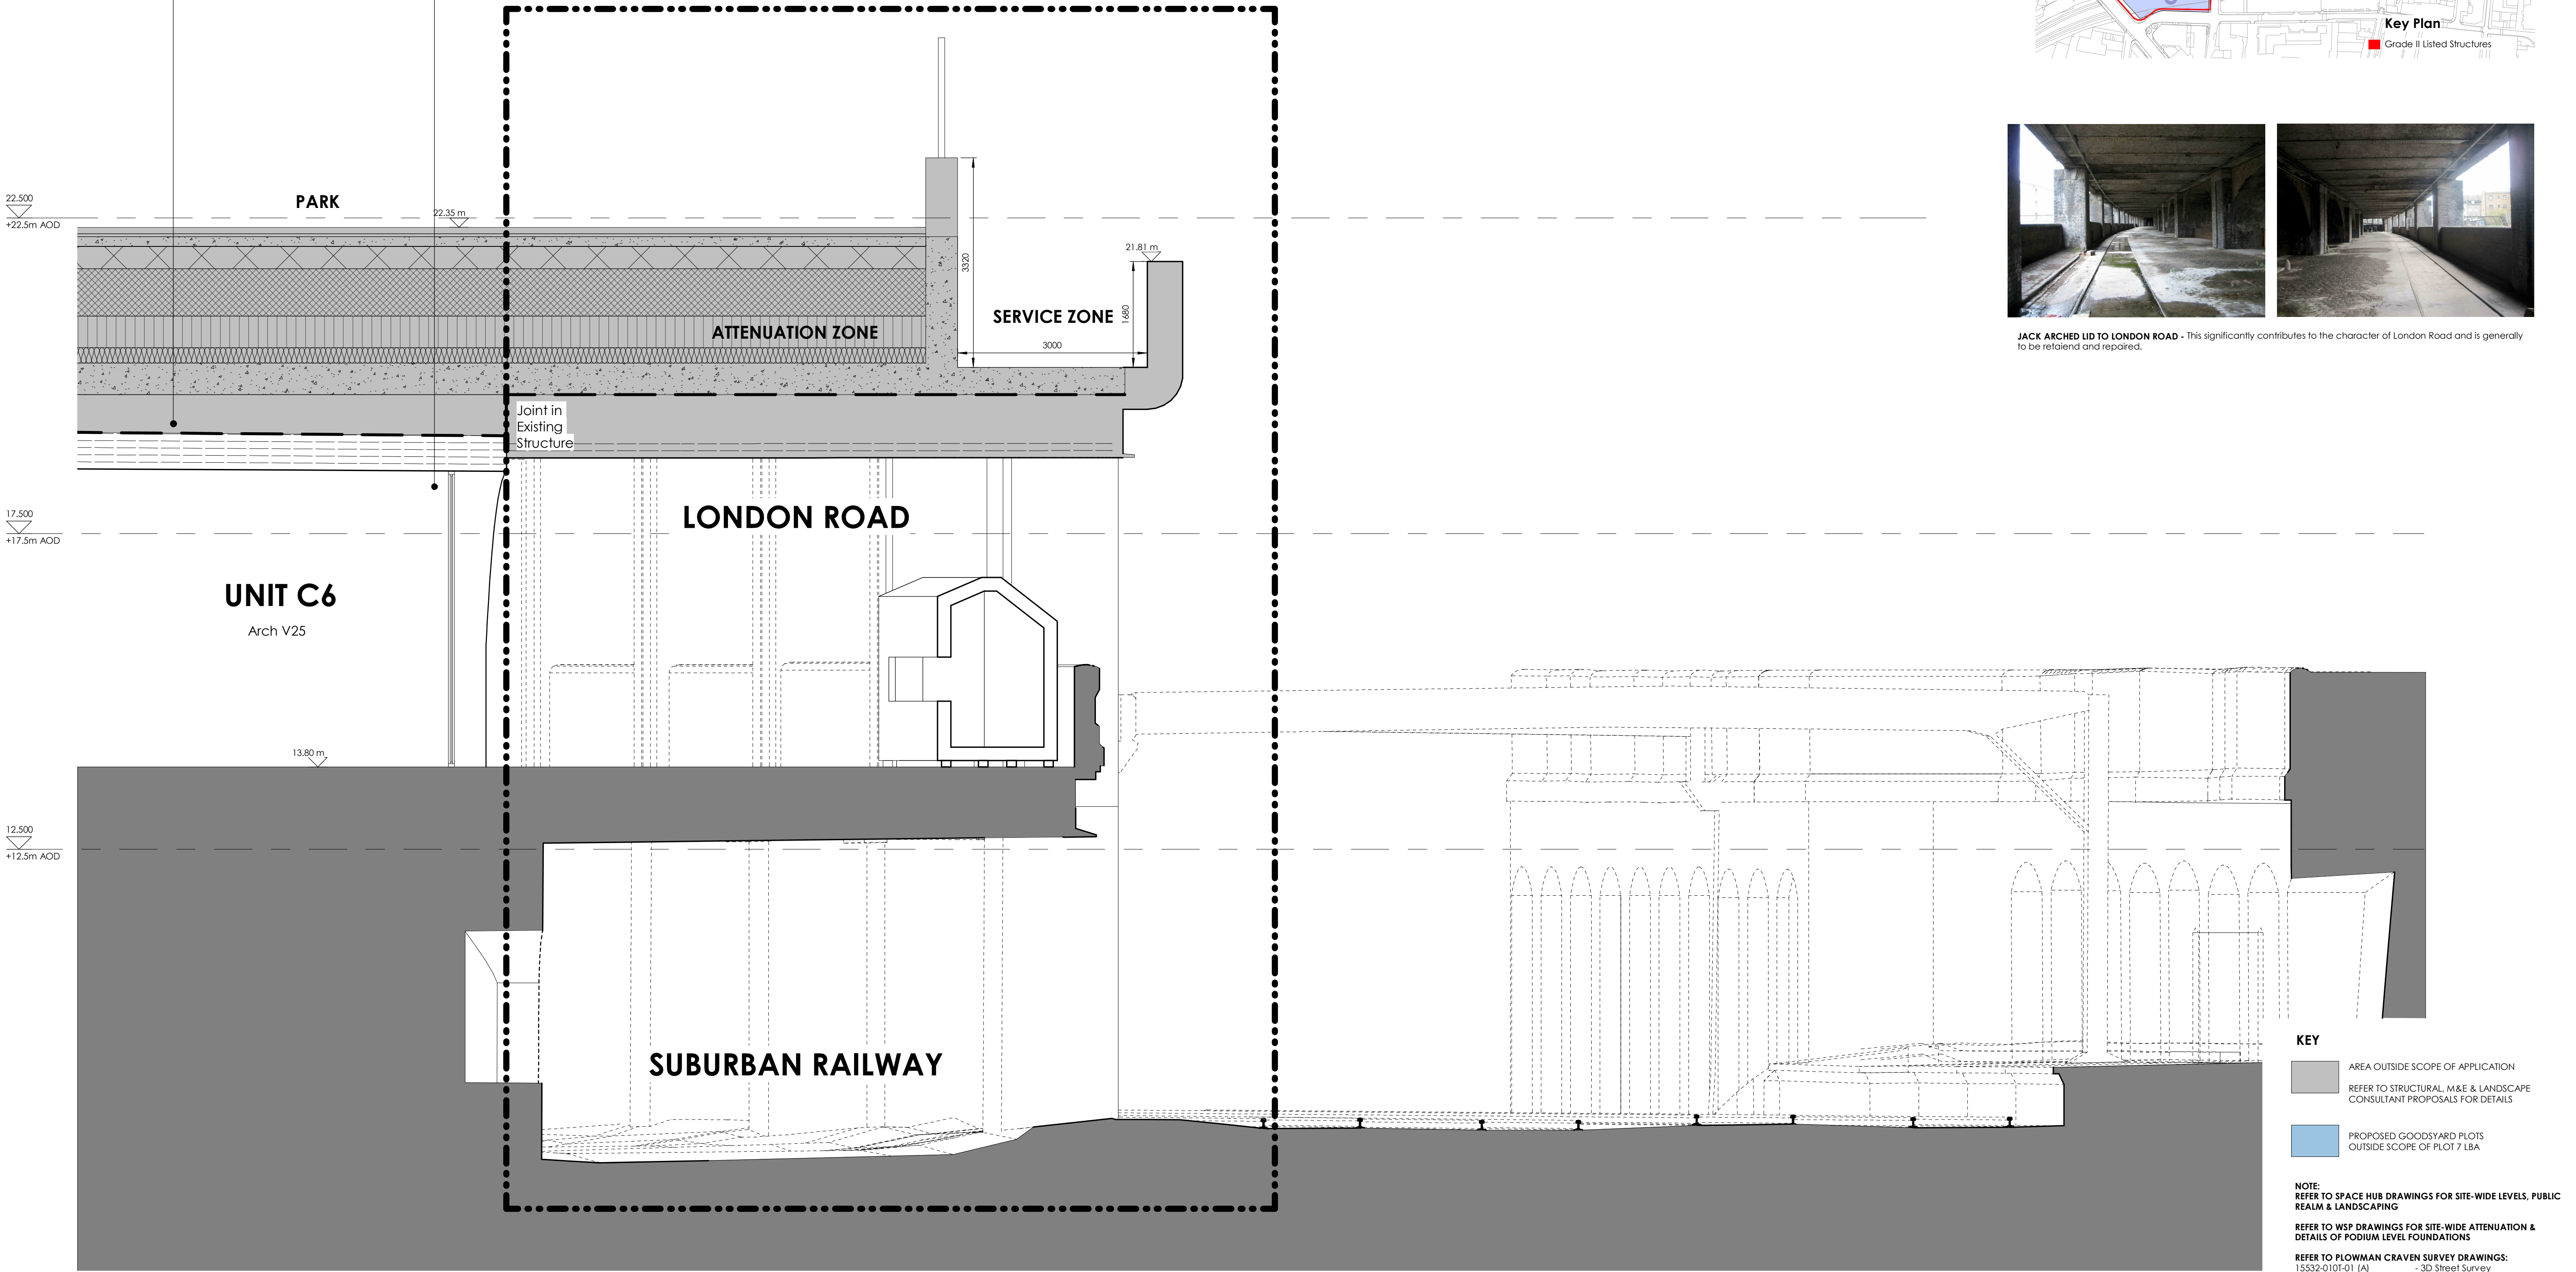 Key Plan
Grade II Listed Structures
22.500
+22.5m AOD
PARK
22.35 m
3320
21.81 m
SERVICE ZONE
1680
ATTENUATION ZONE
3000
JACK ARCHED LID TO LONDON ROAD - This significantly contributes to the character of London Road and is generally
to be retaiend and repaired.
Joint in
Existing
Structure
17.500
+17.5m AOD
LONDON ROAD
UNIT C6
Arch V25
13.80 m
12.500
+12.5m AOD
SUBURBAN RAILWAY
KEY
AREA OUTSIDE SCOPE OF APPLICATION
REFER TO STRUCTURAL, M&E & LANDSCAPE
CONSULTANT PROPOSALS FOR DETAILS
PROPOSED GOODSYARD PLOTS
OUTSIDE SCOPE OF PLOT 7 LBA
NOTE:
REFER TO SPACE HUB DRAWINGS FOR SITE-WIDE LEVELS, PUBLIC
REALM & LANDSCAPING
REFER TO WSP DRAWINGS FOR SITE-WIDE ATTENUATION &
DETAILS OF PODIUM LEVEL FOUNDATIONS
REFER TO PLOWMAN CRAVEN SURVEY DRAWINGS:
15532-010T-01 (A) - 3D Street Survey